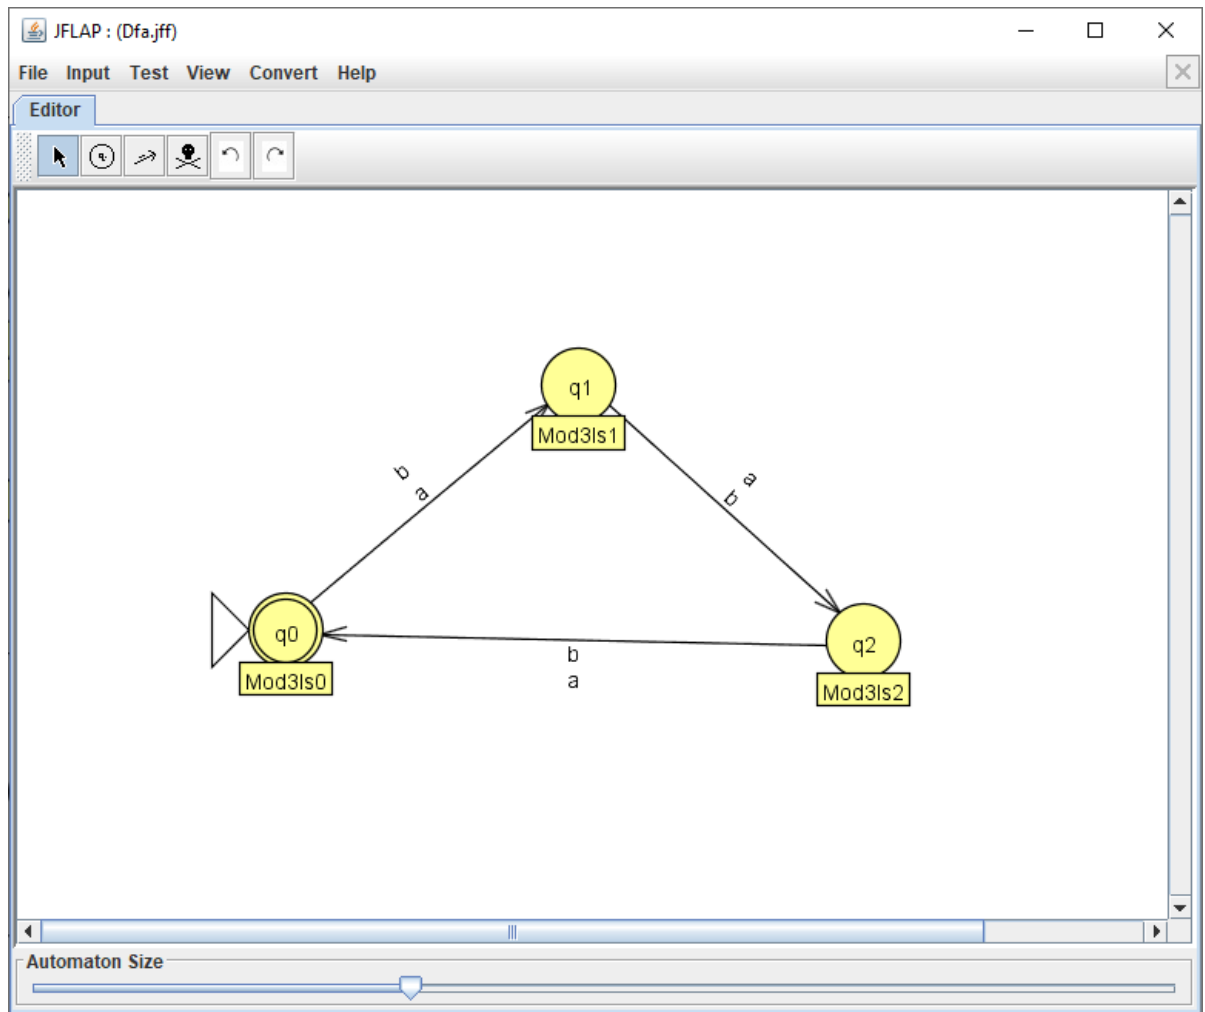 JFLAP : (Dfa.jff)
File Input Test View Convert Help
Editor
q1
Mod3Is1
b
a
a
b
q0
Mod3Is0
b
a
q2
Mod3Is2
Automaton Size